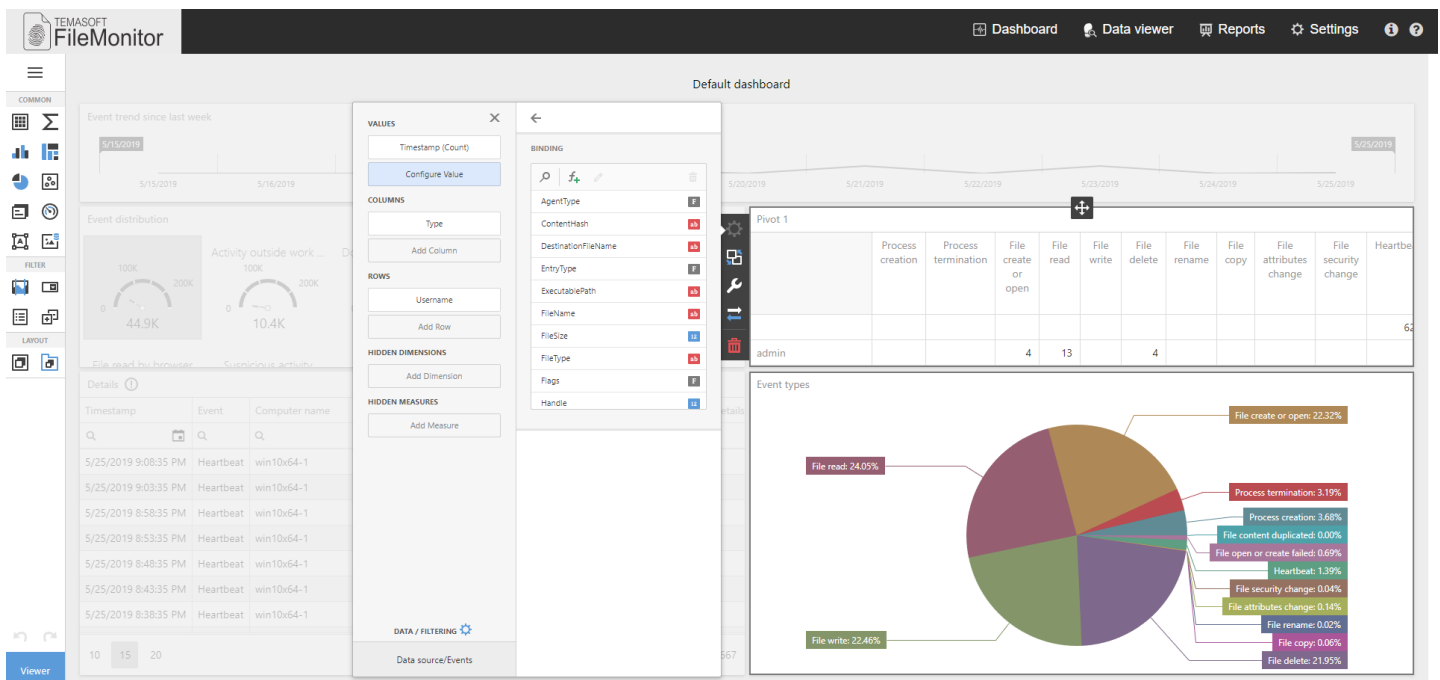 TEMASOFT
FileMonitor
Dashboard
Data viewer
Reports
Settings
Default dashboard
COMMON
FILTER
LAYOUT
Viewer
Event trend since last week
5/15/2019
5/25/2019
5/15/2019
5/16/2019
5/20/2019
5/21/2019
5/22/2019
5/23/2019
5/24/2019
5/25/2019
Event distribution
100K
200K
0
44.9K
Activity outside work ...
100K
200K
0
10.4K
File read by browser
Suspicious activity
Details
Timestamp Event Computer name
5/25/2019 9:08:35 PM Heartbeat win10x64-1
5/25/2019 9:03:35 PM Heartbeat win10x64-1
5/25/2019 8:58:35 PM Heartbeat win10x64-1
5/25/2019 8:53:35 PM Heartbeat win10x64-1
5/25/2019 8:48:35 PM Heartbeat win10x64-1
5/25/2019 8:43:35 PM Heartbeat win10x64-1
5/25/2019 8:38:35 PM Heartbeat win10x64-1
10 15 20
VALUES
Timestamp (Count)
Configure Value
COLUMNS
Type
Add Column
ROWS
Username
Add Row
HIDDEN DIMENSIONS
Add Dimension
HIDDEN MEASURES
Add Measure
DATA / FILTERING
Data source/Events
BINDING
AgentType F
ContentHash ab
DestinationFileName ab
EntryType F
ExecutablePath ab
FileName ab
FileSize 12
FileType ab
Flags F
Handle 12
etails
567
Pivot 1
Process creation
Process termination
File create or open
File read
File write
File delete
File rename
File copy
File attributes change
File security change
Heartbea
62
admin 4 13 4
Event types
File create or open: 22.32%
File read: 24.05%
Process termination: 3.19%
Process creation: 3.68%
File content duplicated: 0.00%
File open or create failed: 0.69%
Heartbeat: 1.39%
File security change: 0.04%
File attributes change: 0.14%
File rename: 0.02%
File write: 22.46%
File copy: 0.06%
File delete: 21.95%